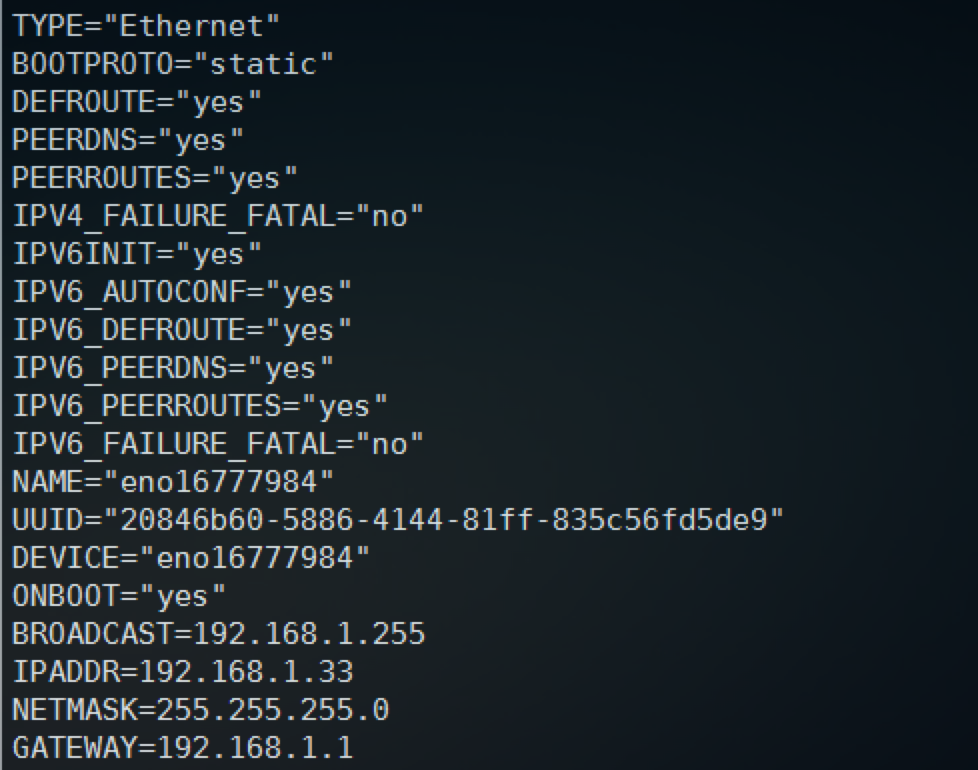 TYPE="Ethernet"
BOOTPROTO="static"
DEFROUTE="yes"
PEERDNS="yes"
PEERROUTES="yes"
IPV4_FAILURE_FATAL="no"
IPV6INIT="yes"
IPV6_AUTOCONF="yes"
IPV6_DEFROUTE="yes"
IPV6_PEERDNS="yes"
IPV6_PEERROUTES="yes"
IPV6_FAILURE_FATAL="no"
NAME="eno16777984"
UUID="20846b60-5886-4144-81ff-835c56fd5de9"
DEVICE="eno16777984"
ONBOOT="yes"
BROADCAST=192.168.1.255
IPADDR=192.168.1.33
NETMASK=255.255.255.0
GATEWAY=192.168.1.1